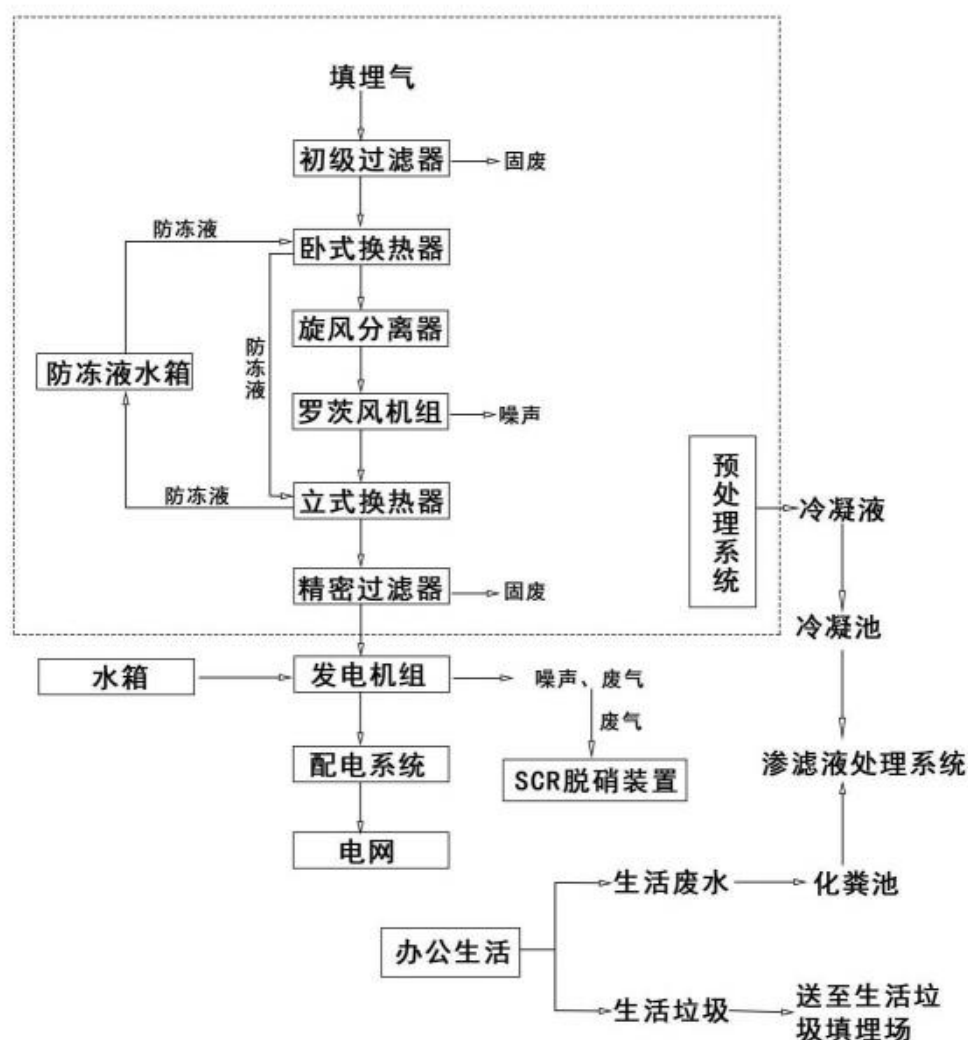 填埋气
初级过滤器
固废
防冻液
卧式换热器
旋风分离器
防冻液
防冻液水箱
罗茨风机组
噪声
预处理系统
防冻液
立式换热器
冷凝液
精密过滤器
固废
冷凝池
水箱
发电机组
噪声、废气
废气
配电系统
SCR脱硝装置
渗滤液处理系统
电网
生活废水
化粪池
办公生活
生活垃圾
送至生活垃
圾填埋场